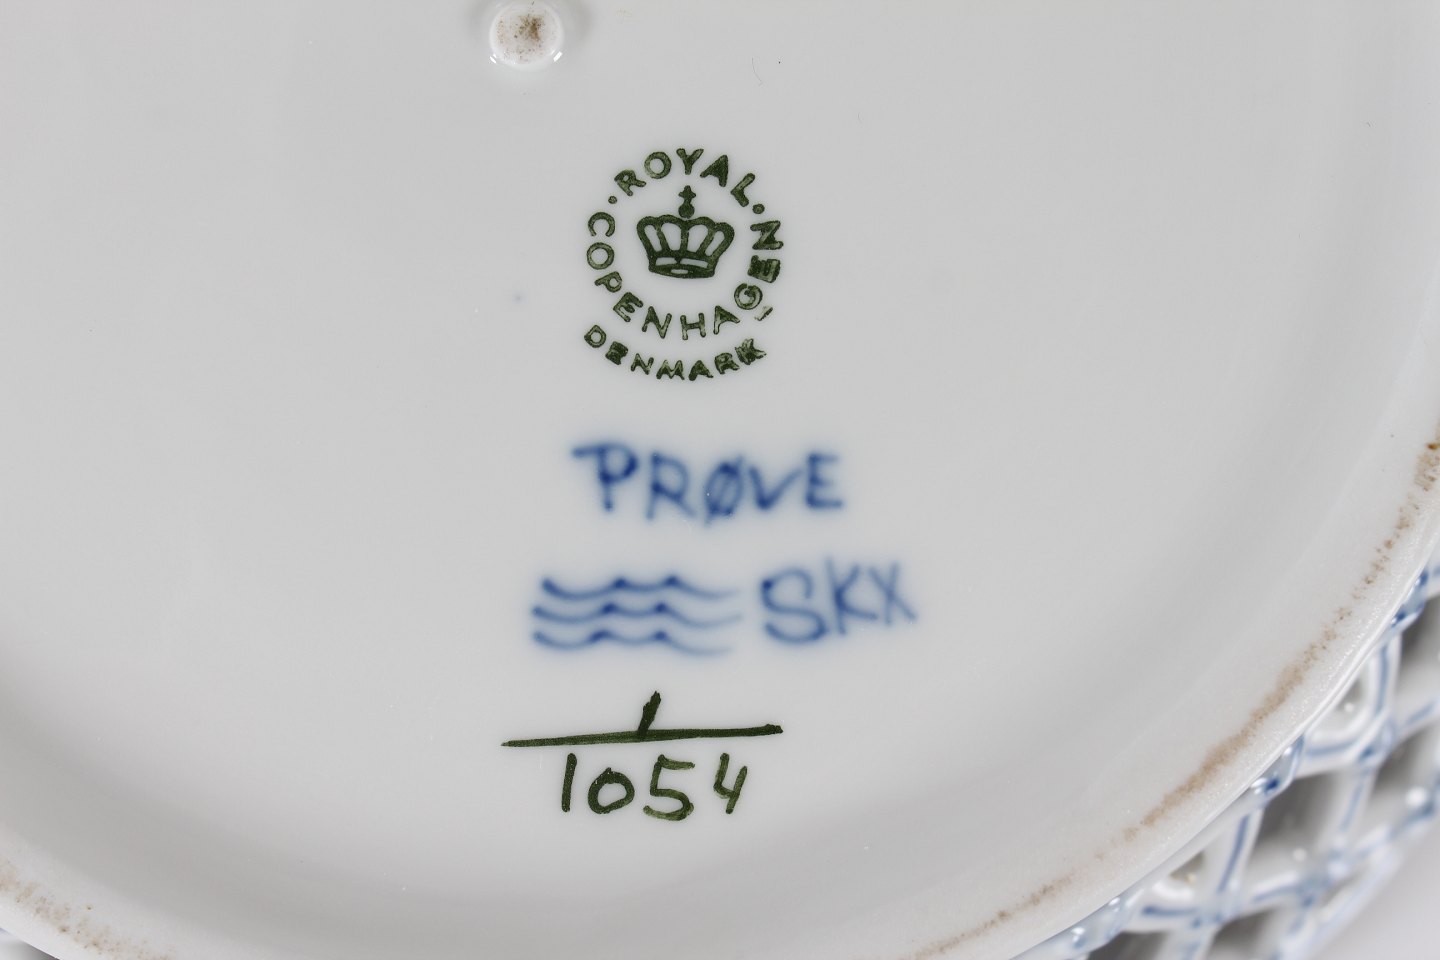 ROYAL. COPENHAGEN.
DENMARK
PRØVE
SKX
1
1054